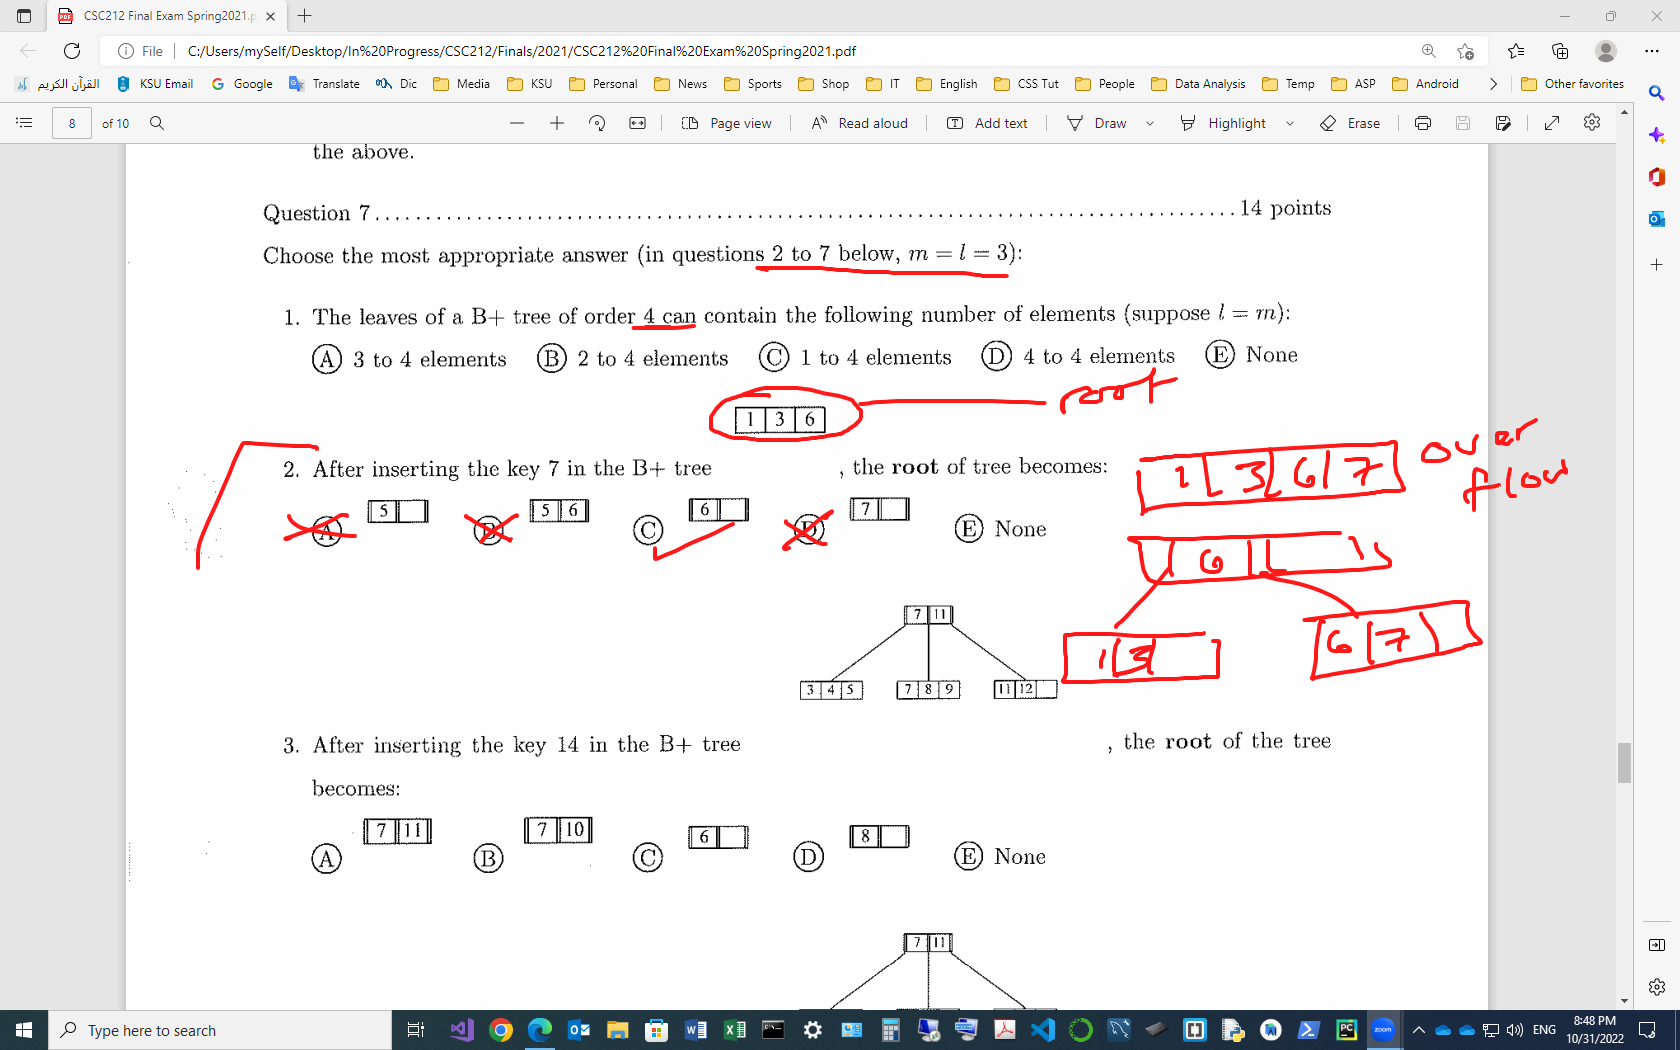 CSC212 Final Exam Spring2021.p
File
C:/Users/mySelf/Desktop/In%20Progress/CSC212/Finals/2021/CSC212%20Final%20Exam%20Spring2021.pdf
القرآن الكريم KSU Email Google Translate Dic Media KSU Personal News Sports Shop IT English CSS Tut People Data Analysis Temp ASP Android Other favorites
8 of 10 Page view Read aloud Add text Draw Highlight Erase
the above.
Question 7 14 points
Choose the most appropriate answer (in questions 2 to 7 below, m = l = 3):
1. The leaves of a B+ tree of order 4 can contain the following number of elements (suppose l = m):
A 3 to 4 elements B 2 to 4 elements C 1 to 4 elements D 4 to 4 elements E None
root
1 3 6
over
flow
1 3 6 7
2. After inserting the key 7 in the B+ tree , the root of tree becomes:
5 5 6 6 7
A B C D E None
6
7 11
1 3 6 7
3 4 5 7 8 9 11 12
3. After inserting the key 14 in the B+ tree , the root of the tree
becomes:
7 11 7 10 6 8
A B C D E None
7 11
Type here to search
ENG
8:48 PM
10/31/2022
zoom